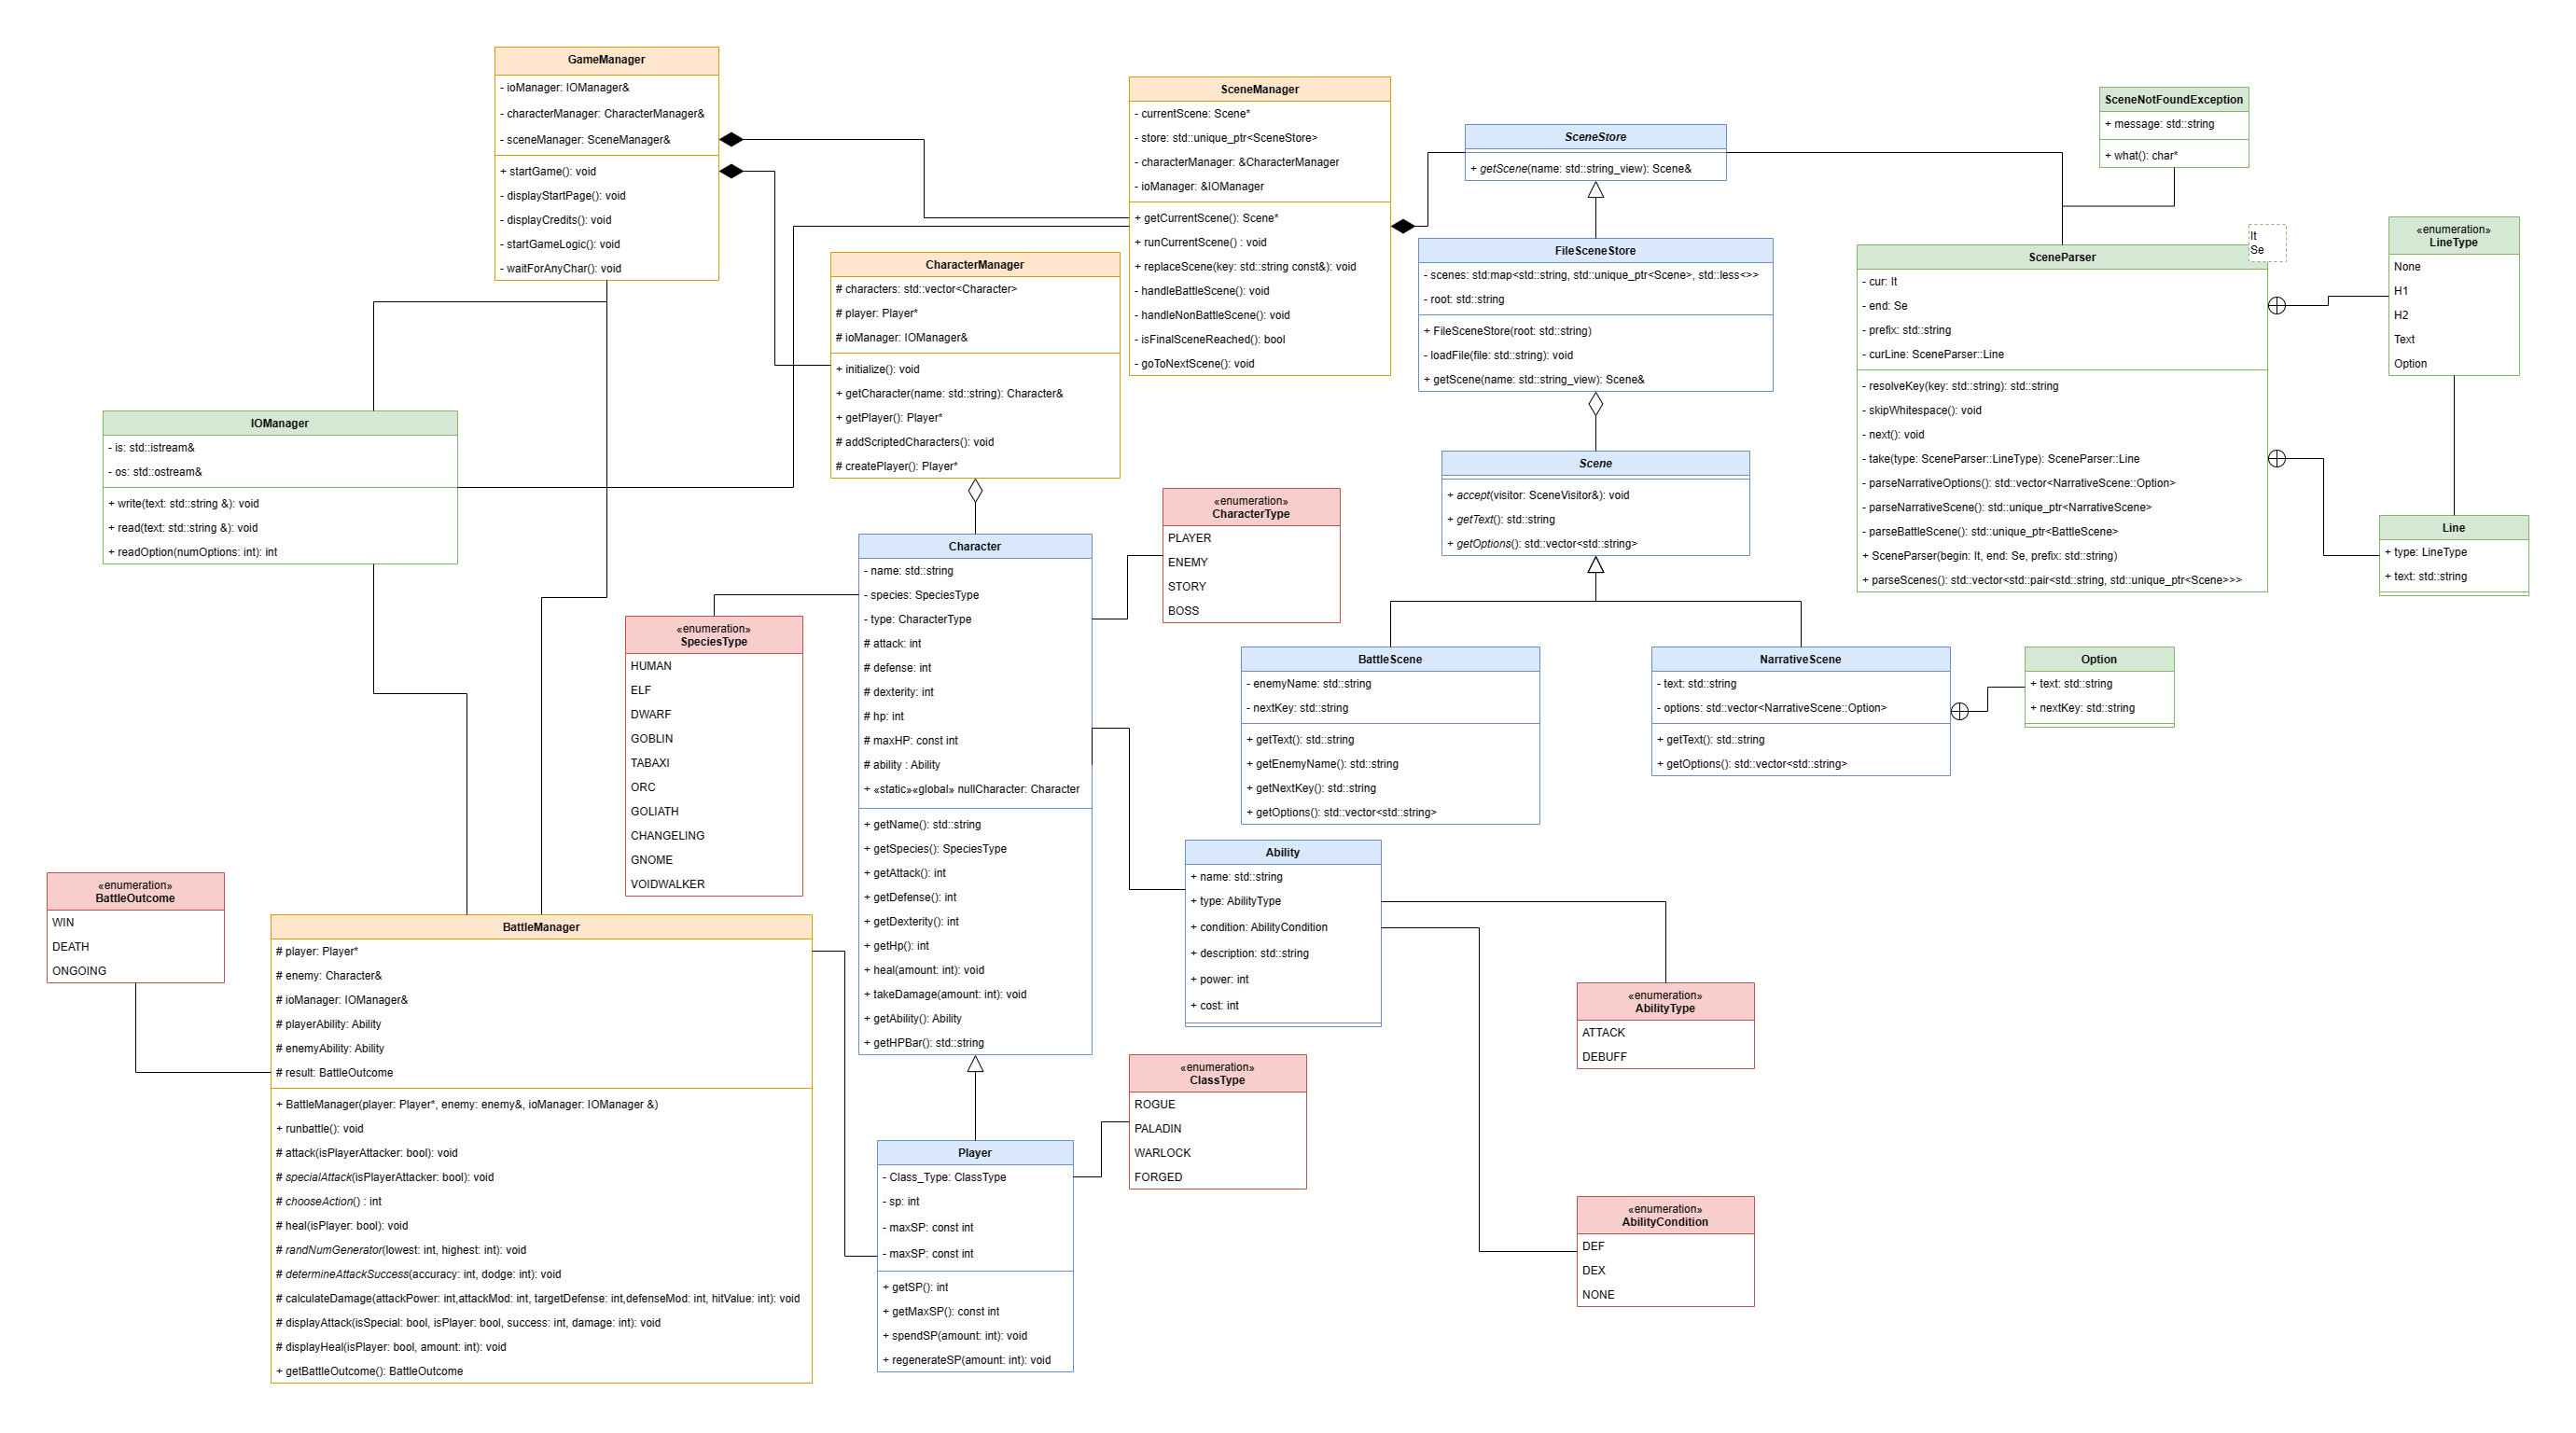 GameManager
- ioManager: IOManager&
- characterManager: CharacterManager&
- sceneManager: SceneManager&
+ startGame(): void
- displayStartPage(): void
- displayCredits(): void
- startGameLogic(): void
- waitForAnyChar(): void
SceneManager
- currentScene: Scene*
- store: std::unique_ptr<SceneStore>
- characterManager: &CharacterManager
- ioManager: &IOManager
+ getCurrentScene(): Scene*
+ runCurrentScene() : void
+ replaceScene(key: std::string const&): void
- handleBattleScene(): void
- handleNonBattleScene(): void
- isFinalSceneReached(): bool
- goToNextScene(): void
SceneStore
+ getScene(name: std::string_view): Scene&
SceneNotFoundException
+ message: std::string
+ what(): char*
FileSceneStore
- scenes: std:map<std::string, std::unique_ptr<Scene>, std::less<>>
- root: std::string
+ FileSceneStore(root: std::string)
- loadFile(file: std::string): void
+ getScene(name: std::string_view): Scene&
It
Se
SceneParser
- cur: It
- end: Se
- prefix: std::string
- curLine: SceneParser::Line
- resolveKey(key: std::string): std::string
- skipWhitespace(): void
- next(): void
- take(type: SceneParser::LineType): SceneParser::Line
- parseNarrativeOptions(): std::vector<NarrativeScene::Option>
- parseNarrativeScene(): std::unique_ptr<NarrativeScene>
- parseBattleScene(): std::unique_ptr<BattleScene>
+ SceneParser(begin: It, end: Se, prefix: std::string)
+ parseScenes(): std::vector<std::pair<std::string, std::unique_ptr<Scene>>>
«enumeration»
LineType
None
H1
H2
Text
Option
Line
+ type: LineType
+ text: std::string
CharacterManager
# characters: std::vector<Character>
# player: Player*
# ioManager: IOManager&
+ initialize(): void
+ getCharacter(name: std::string): Character&
+ getPlayer(): Player*
# addScriptedCharacters(): void
# createPlayer(): Player*
IOManager
- is: std::istream&
- os: std::ostream&
+ write(text: std::string &): void
+ read(text: std::string &): void
+ readOption(numOptions: int): int
Scene
+ accept(visitor: SceneVisitor&): void
+ getText(): std::string
+ getOptions(): std::vector<std::string>
«enumeration»
CharacterType
PLAYER
ENEMY
STORY
BOSS
Character
- name: std::string
- species: SpeciesType
- type: CharacterType
# attack: int
# defense: int
# dexterity: int
# hp: int
# maxHP: const int
# ability : Ability
+ «static»«global» nullCharacter: Character
+ getName(): std::string
+ getSpecies(): SpeciesType
+ getAttack(): int
+ getDefense(): int
+ getDexterity(): int
+ getHp(): int
+ heal(amount: int): void
+ takeDamage(amount: int): void
+ getAbility(): Ability
+ getHPBar(): std::string
«enumeration»
SpeciesType
HUMAN
ELF
DWARF
GOBLIN
TABAXI
ORC
GOLIATH
CHANGELING
GNOME
VOIDWALKER
BattleScene
- enemyName: std::string
- nextKey: std::string
+ getText(): std::string
+ getEnemyName(): std::string
+ getNextKey(): std::string
+ getOptions(): std::vector<std::string>
NarrativeScene
- text: std::string
- options: std::vector<NarrativeScene::Option>
+ getText(): std::string
+ getOptions(): std::vector<std::string>
Option
+ text: std::string
+ nextKey: std::string
Ability
+ name: std::string
+ type: AbilityType
+ condition: AbilityCondition
+ description: std::string
+ power: int
+ cost: int
«enumeration»
BattleOutcome
WIN
DEATH
ONGOING
BattleManager
# player: Player*
# enemy: Character&
# ioManager: IOManager&
# playerAbility: Ability
# enemyAbility: Ability
# result: BattleOutcome
+ BattleManager(player: Player*, enemy: enemy&, ioManager: IOManager &)
+ runbattle(): void
# attack(isPlayerAttacker: bool): void
# specialAttack(isPlayerAttacker: bool): void
# chooseAction() : int
# heal(isPlayer: bool): void
# randNumGenerator(lowest: int, highest: int): void
# determineAttackSuccess(accuracy: int, dodge: int): void
# calculateDamage(attackPower: int,attackMod: int, targetDefense: int,defenseMod: int, hitValue: int): void
# displayAttack(isSpecial: bool, isPlayer: bool, success: int, damage: int): void
# displayHeal(isPlayer: bool, amount: int): void
+ getBattleOutcome(): BattleOutcome
«enumeration»
AbilityType
ATTACK
DEBUFF
«enumeration»
ClassType
ROGUE
PALADIN
WARLOCK
FORGED
Player
- Class_Type: ClassType
- sp: int
- maxSP: const int
- maxSP: const int
+ getSP(): int
+ getMaxSP(): const int
+ spendSP(amount: int): void
+ regenerateSP(amount: int): void
«enumeration»
AbilityCondition
DEF
DEX
NONE